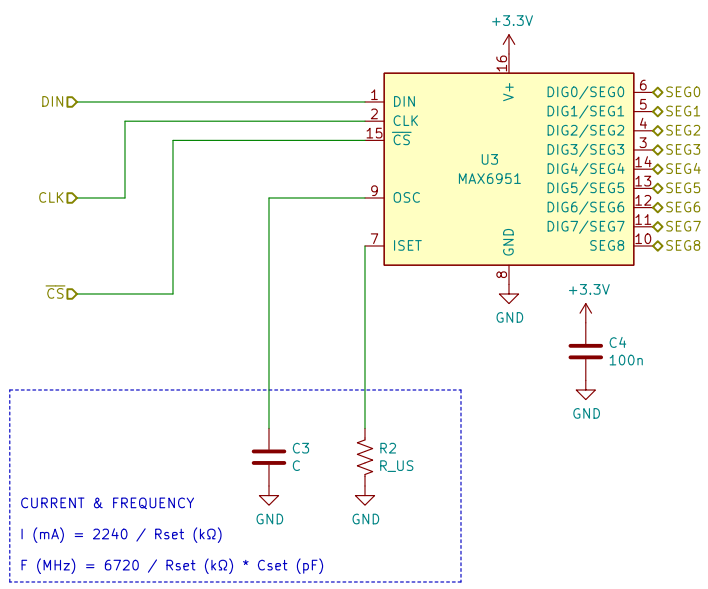 +3.3V
16
V+
DIN
1
DIN
CLK
2
CLK
15
CS
CS
9
OSC
7
ISET
U3
MAX6951
DIG0/SEG0
6
SEG0
DIG1/SEG1
5
SEG1
DIG2/SEG2
4
SEG2
DIG3/SEG3
3
SEG3
DIG4/SEG4
14
SEG4
DIG5/SEG5
13
SEG5
DIG6/SEG6
12
SEG6
DIG7/SEG7
11
SEG7
SEG8
10
SEG8
GND
8
GND
+3.3V
C4
100n
GND
C3
C
GND
R2
R_US
GND
CURRENT & FREQUENCY
I (mA) = 2240 / Rset (kΩ)
F (MHz) = 6720 / Rset (kΩ) * Cset (pF)